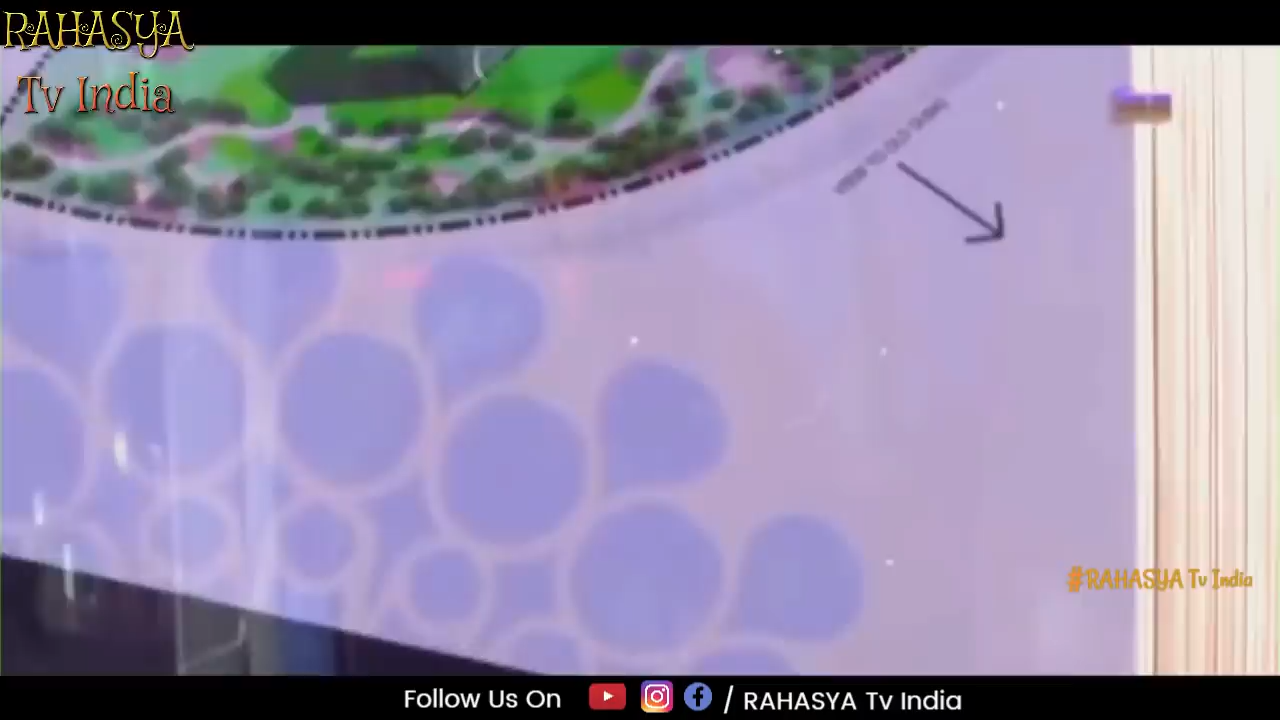 RAHASYA
Tv India
#RAHASYA Tv India
Follow Us On / RAHASYA Tv India